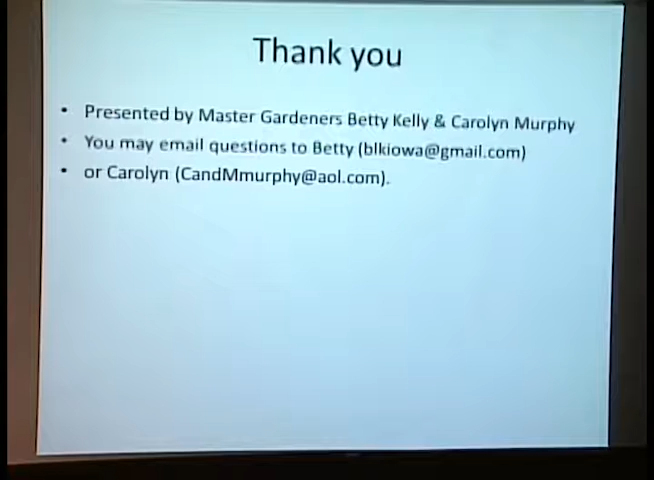 Thank you
• Presented by Master Gardeners Betty Kelly & Carolyn Murphy
• You may email questions to Betty (blkiowa@gmail.com)
• or Carolyn (CandMmurphy@aol.com).